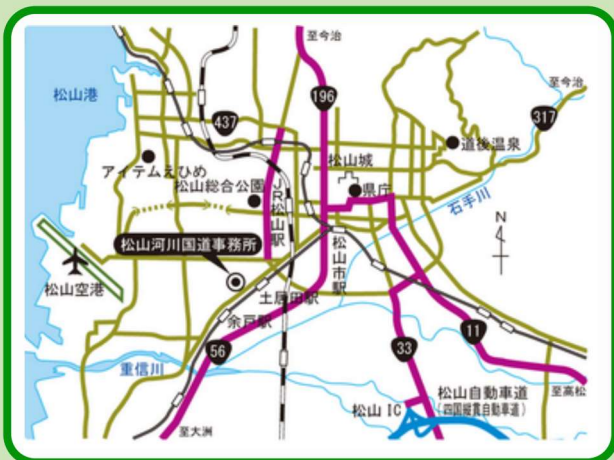 至今治
松山港
196
至今治
437
317
道後温泉
松山城
アイテムえひめ
松山総合公園
県庁
JR松山駅
石手川
N
松山河川国道事務所
松山市駅
松山空港
土居田駅
余戸駅
11
56
33
重信川
松山自動車道
(四国縦貫自動車道)
至高松
松山 IC
至大洲